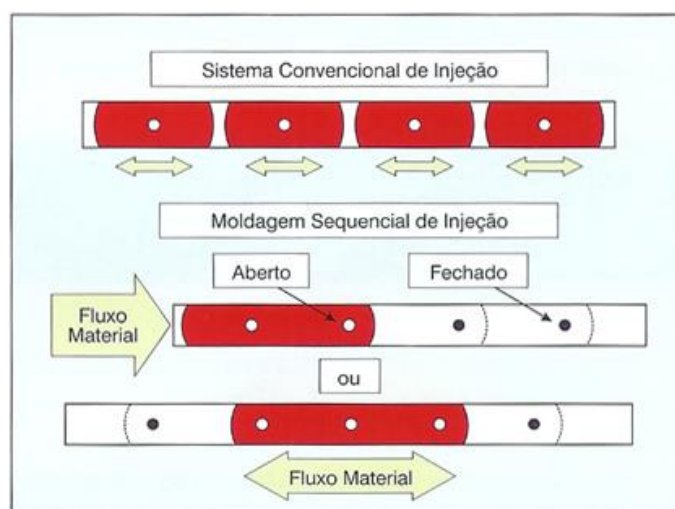 Sistema Convencional de Injeção
Moldagem Sequencial de Injeção
Aberto
Fechado
Fluxo
Material
ou
Fluxo Material